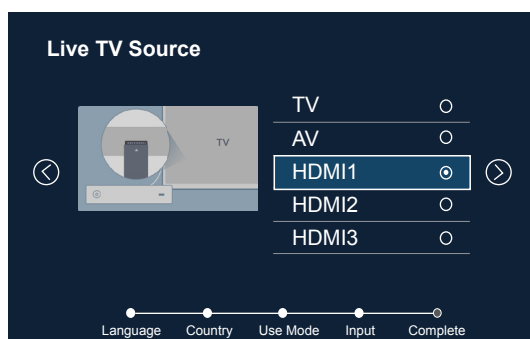 Live TV Source
TV
TV
AV
HDMI1
HDMI2
HDMI3
Language Country Use Mode Input Complete